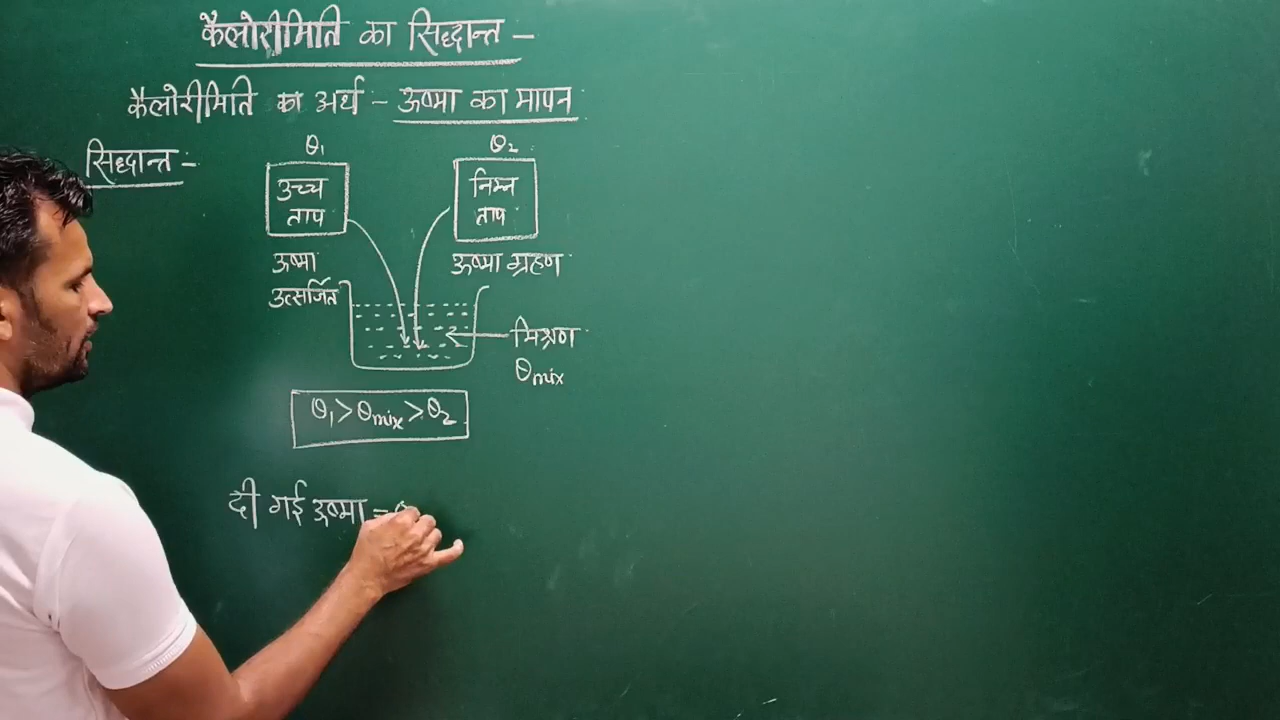 कैलोरीमिति का सिद्धान्त -
कैलोरीमिति का अर्थ - ऊष्मा का मापन
सिद्धान्त :-
θ₁
θ₂
उच्च
ताप
निम्न
ताप
ऊष्मा
उत्सर्जित
ऊष्मा ग्रहण
मिश्रण
θmix
θ₁ > θmix > θ₂
दी गई ऊष्मा =